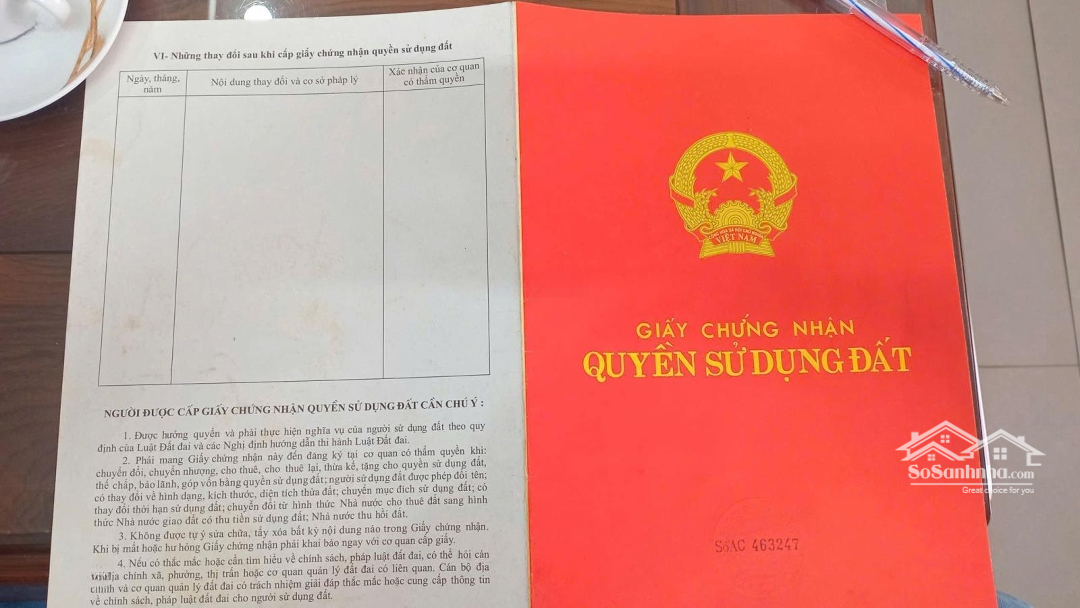 VI- Những thay đổi sau khi cấp giấy chứng nhận quyền sử dụng đất
Ngày, tháng,
năm
Nội dung thay đổi và cơ sở pháp lý
Xác nhận của cơ quan
có thẩm quyền
NGƯỜI ĐƯỢC CẤP GIẤY CHỨNG NHẬN QUYỀN SỬ DỤNG ĐẤT CẦN CHÚ Ý :
1. Được hưởng quyền và phải thực hiện nghĩa vụ của người sử dụng đất theo quy
định của Luật Đất đai và các Nghị định hướng dẫn thi hành Luật Đất đai.
2. Phải mang Giấy chứng nhận này đến đăng ký tại cơ quan có thẩm quyền khi:
chuyển đổi, chuyển nhượng, cho thuê, cho thuê lại, thừa kế, tặng cho quyền sử dụng đất,
thế chấp, bảo lãnh, góp vốn bằng quyền sử dụng đất; người sử dụng đất được phép đổi tên;
có thay đổi về hình dạng, kích thước, diện tích thửa đất; chuyển mục đích sử dụng đất; có
thay đổi thời hạn sử dụng đất; chuyển đổi từ hình thức Nhà nước cho thuê đất sang hình
thức Nhà nước giao đất có thu tiền sử dụng đất; Nhà nước thu hồi đất.
3. Không được tự ý sửa chữa, tẩy xóa bất kỳ nội dung nào trong Giấy chứng nhận.
Khi bị mất hoặc hư hỏng Giấy chứng nhận phải khai báo ngay với cơ quan cấp giấy.
4. Nếu có thắc mắc hoặc cần tìm hiểu về chính sách, pháp luật đất đai, có thể hỏi cán
địa chính xã, phường, thị trấn hoặc cơ quan quản lý đất đai có liên quan. Cán bộ địa
chính và cơ quan quản lý đất đai có trách nhiệm giải đáp thắc mắc hoặc cung cấp thông tin
về chính sách, pháp luật đất đai cho người sử dụng đất.
CỘNG HÒA XÃ HỘI CHỦ NGHĨA
VIỆT NAM
GIẤY CHỨNG NHẬN
QUYỀN SỬ DỤNG ĐẤT
SoSanhnha.com
Great choice for you
Số AC 463247